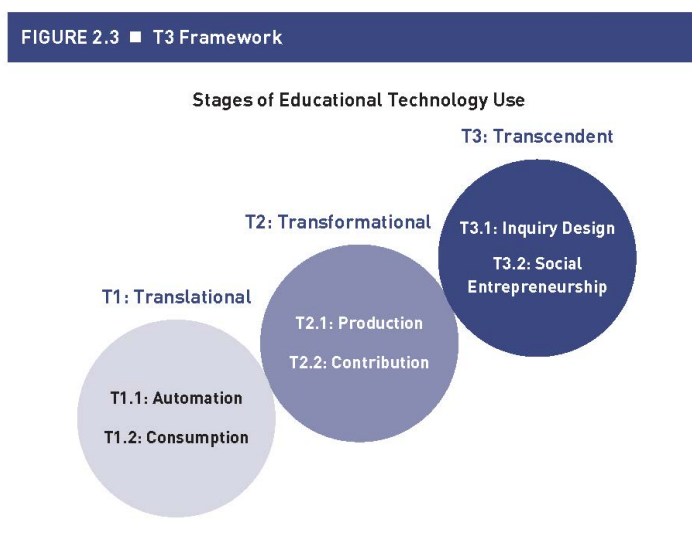 FIGURE 2.3 ■ T3 Framework
Stages of Educational Technology Use
T3: Transcendent
T3.1: Inquiry Design
T3.2: Social
Entrepreneurship
T2: Transformational
T2.1: Production
T2.2: Contribution
T1: Translational
T1.1: Automation
T1.2: Consumption